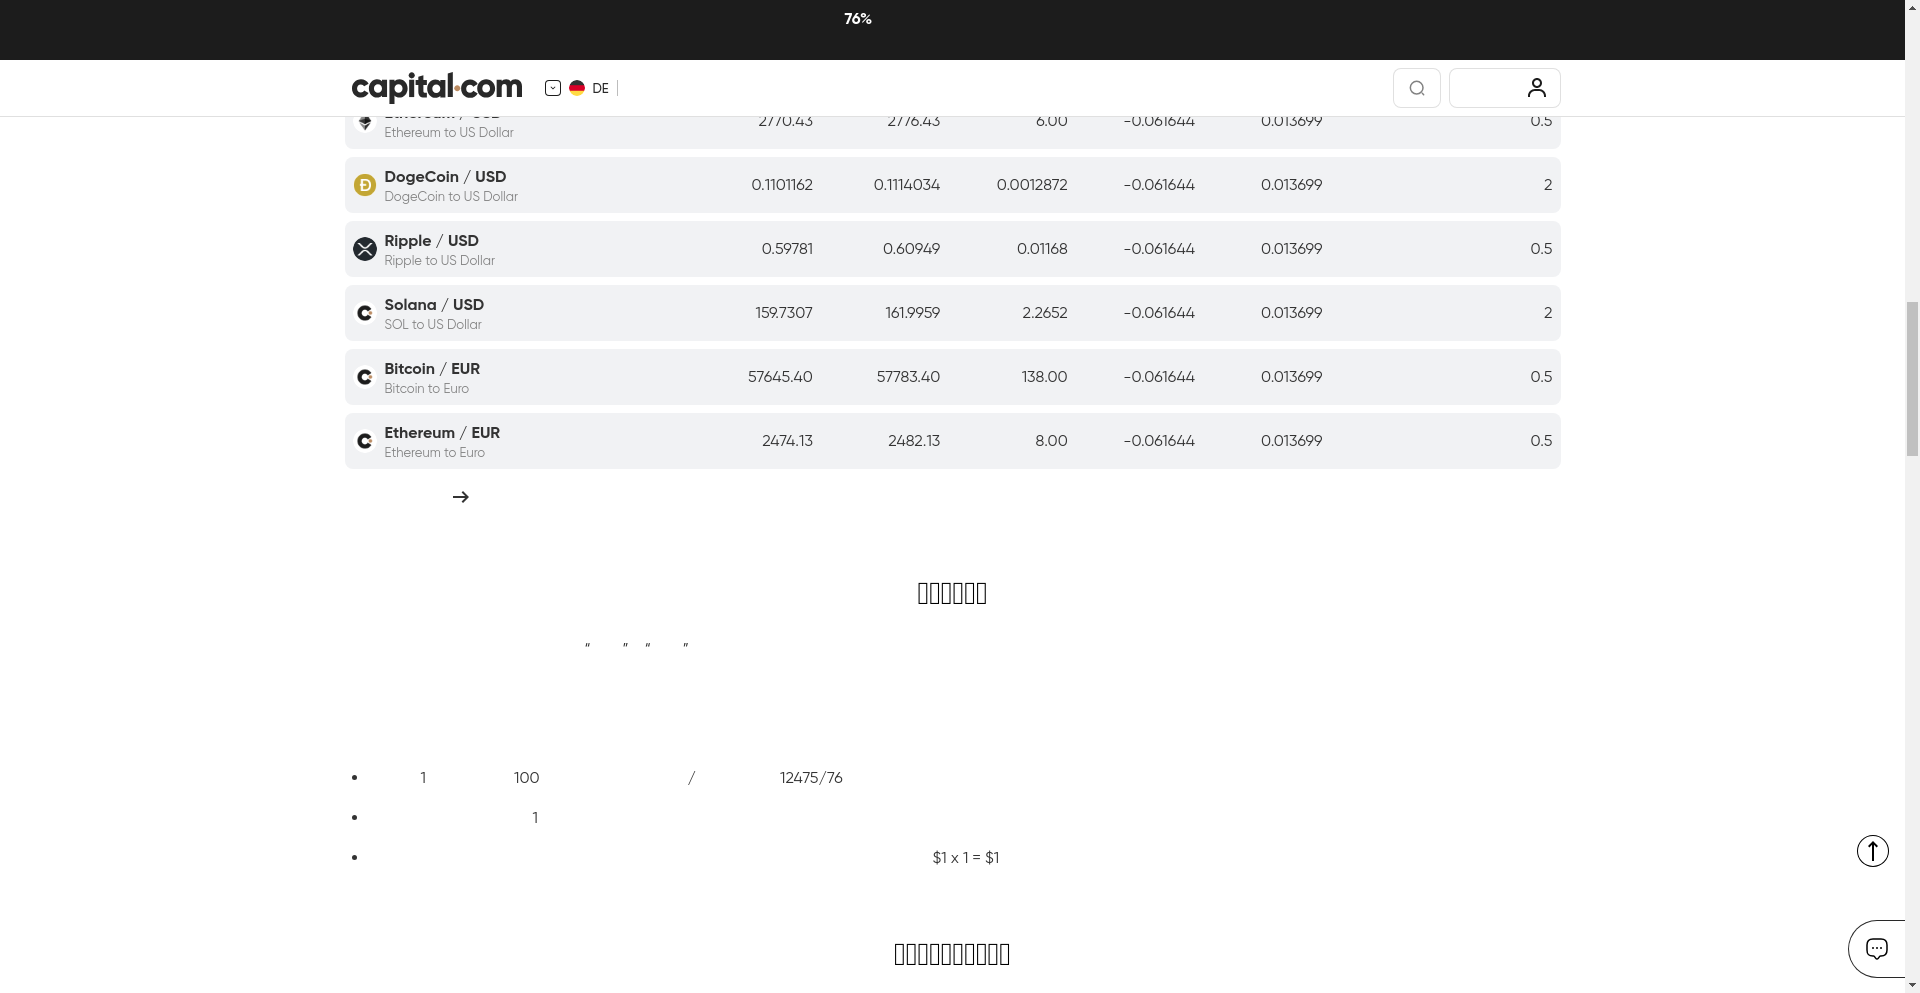 76%
capital.com
DE
Ethereum / USD
Ethereum to US Dollar
2770.43 2776.43 6.00 -0.061644 0.013699 0.5
DogeCoin / USD
DogeCoin to US Dollar
0.1101162 0.1114034 0.0012872 -0.061644 0.013699 2
Ripple / USD
Ripple to US Dollar
0.59781 0.60949 0.01168 -0.061644 0.013699 0.5
Solana / USD
SOL to US Dollar
159.7307 161.9959 2.2652 -0.061644 0.013699 2
Bitcoin / EUR
Bitcoin to Euro
57645.40 57783.40 138.00 -0.061644 0.013699 0.5
Ethereum / EUR
Ethereum to Euro
2474.13 2482.13 8.00 -0.061644 0.013699 0.5
“ ” “ ”
1 100 / 12475/76
1
$1 x 1 = $1